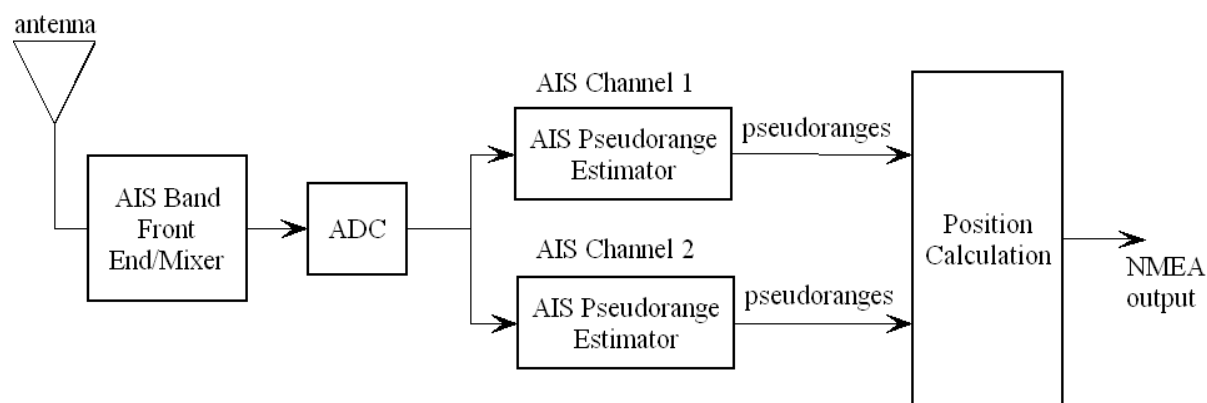 antenna
AIS Band
Front
End/Mixer
ADC
AIS Channel 1
AIS Pseudorange
Estimator
pseudoranges
AIS Channel 2
AIS Pseudorange
Estimator
pseudoranges
Position
Calculation
NMEA
output